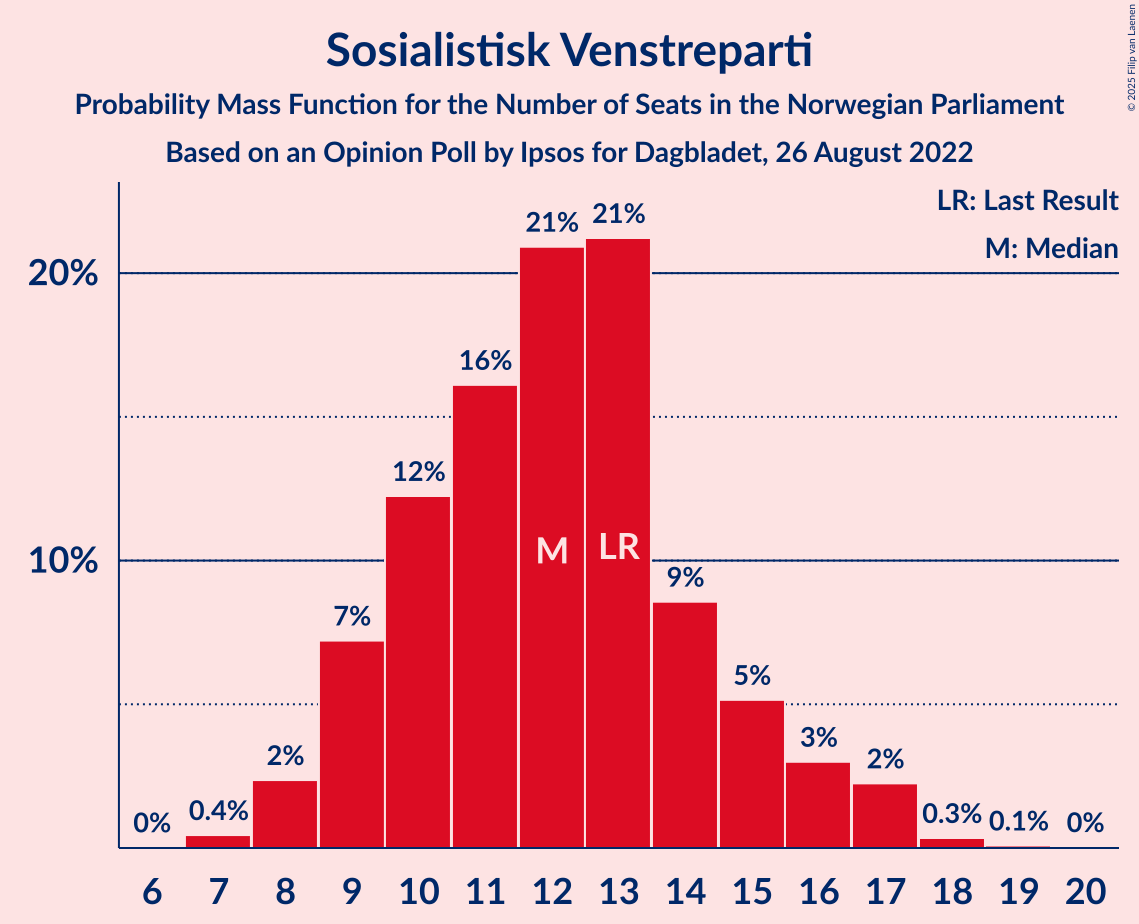 Sosialistisk Venstreparti
Probability Mass Function for the Number of Seats in the Norwegian Parliament
Based on an Opinion Poll by Ipsos for Dagbladet, 26 August 2022
© 2025 Filip van Laenen
LR: Last Result
M: Median
20%
10%
0%
0.4%
2%
7%
12%
16%
21%
21%
9%
5%
3%
2%
0.3%
0.1%
0%
M
LR
6 7 8 9 10 11 12 13 14 15 16 17 18 19 20